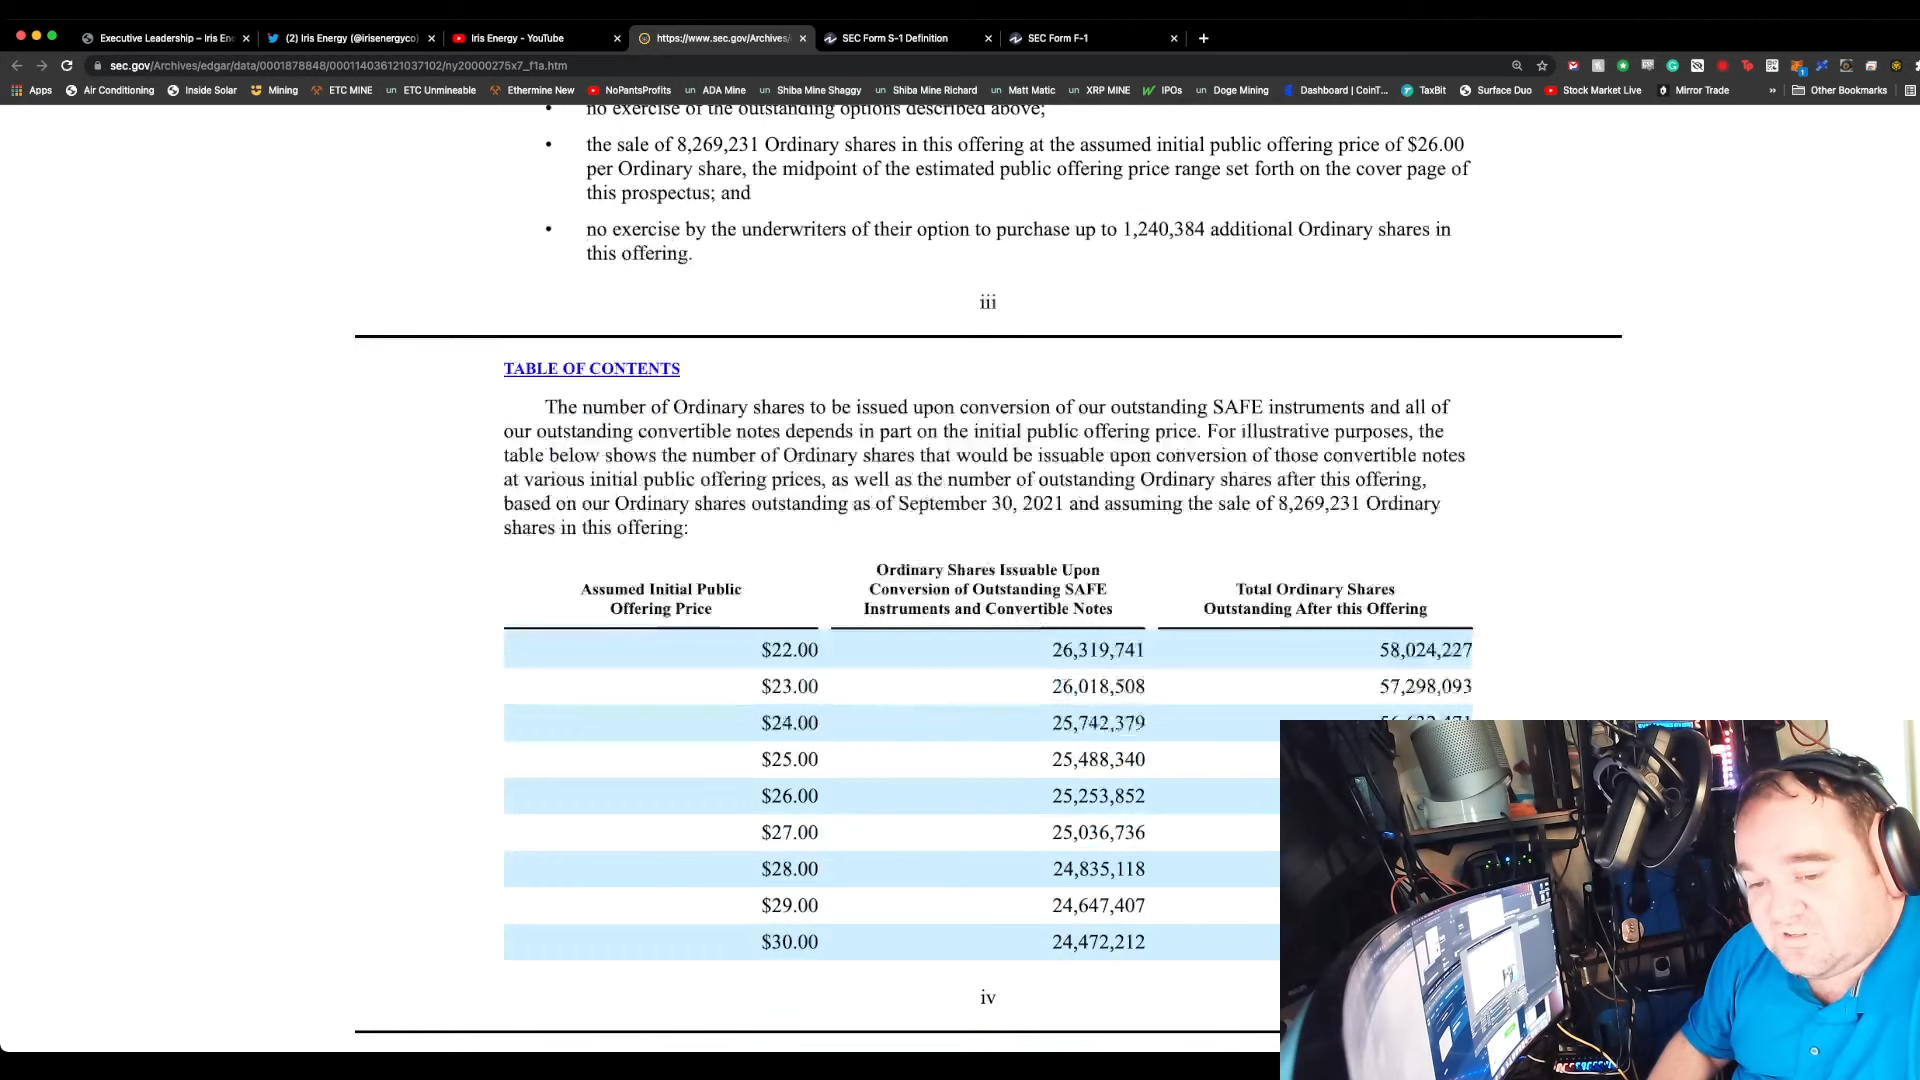 Executive Leadership – Iris En
(2) Iris Energy (@irisenergyco)
Iris Energy - YouTube
https://www.sec.gov/Archives/
SEC Form S-1 Definition
SEC Form F-1
sec.gov/Archives/edgar/data/0001878848/000114036121037102/ny20000275x7_f1a.htm
Apps Air Conditioning Inside Solar Mining ETC MINE ETC Unmineable Ethermine New NoPantsProfits ADA Mine Shiba Mine Shaggy Shiba Mine Richard Matt Matic XRP MINE IPOs Doge Mining Dashboard | CoinT... TaxBit Surface Duo Stock Market Live Mirror Trade » Other Bookmarks
• no exercise of the outstanding options described above;
• the sale of 8,269,231 Ordinary shares in this offering at the assumed initial public offering price of $26.00
per Ordinary share, the midpoint of the estimated public offering price range set forth on the cover page of
this prospectus; and
• no exercise by the underwriters of their option to purchase up to 1,240,384 additional Ordinary shares in
this offering.
iii
TABLE OF CONTENTS
The number of Ordinary shares to be issued upon conversion of our outstanding SAFE instruments and all of
our outstanding convertible notes depends in part on the initial public offering price. For illustrative purposes, the
table below shows the number of Ordinary shares that would be issuable upon conversion of those convertible notes
at various initial public offering prices, as well as the number of outstanding Ordinary shares after this offering,
based on our Ordinary shares outstanding as of September 30, 2021 and assuming the sale of 8,269,231 Ordinary
shares in this offering:
Assumed Initial Public
Offering Price
Ordinary Shares Issuable Upon
Conversion of Outstanding SAFE
Instruments and Convertible Notes
Total Ordinary Shares
Outstanding After this Offering
$22.00 26,319,741 58,024,227
$23.00 26,018,508 57,298,093
$24.00 25,742,379
$25.00 25,488,340
$26.00 25,253,852
$27.00 25,036,736
$28.00 24,835,118
$29.00 24,647,407
$30.00 24,472,212
iv